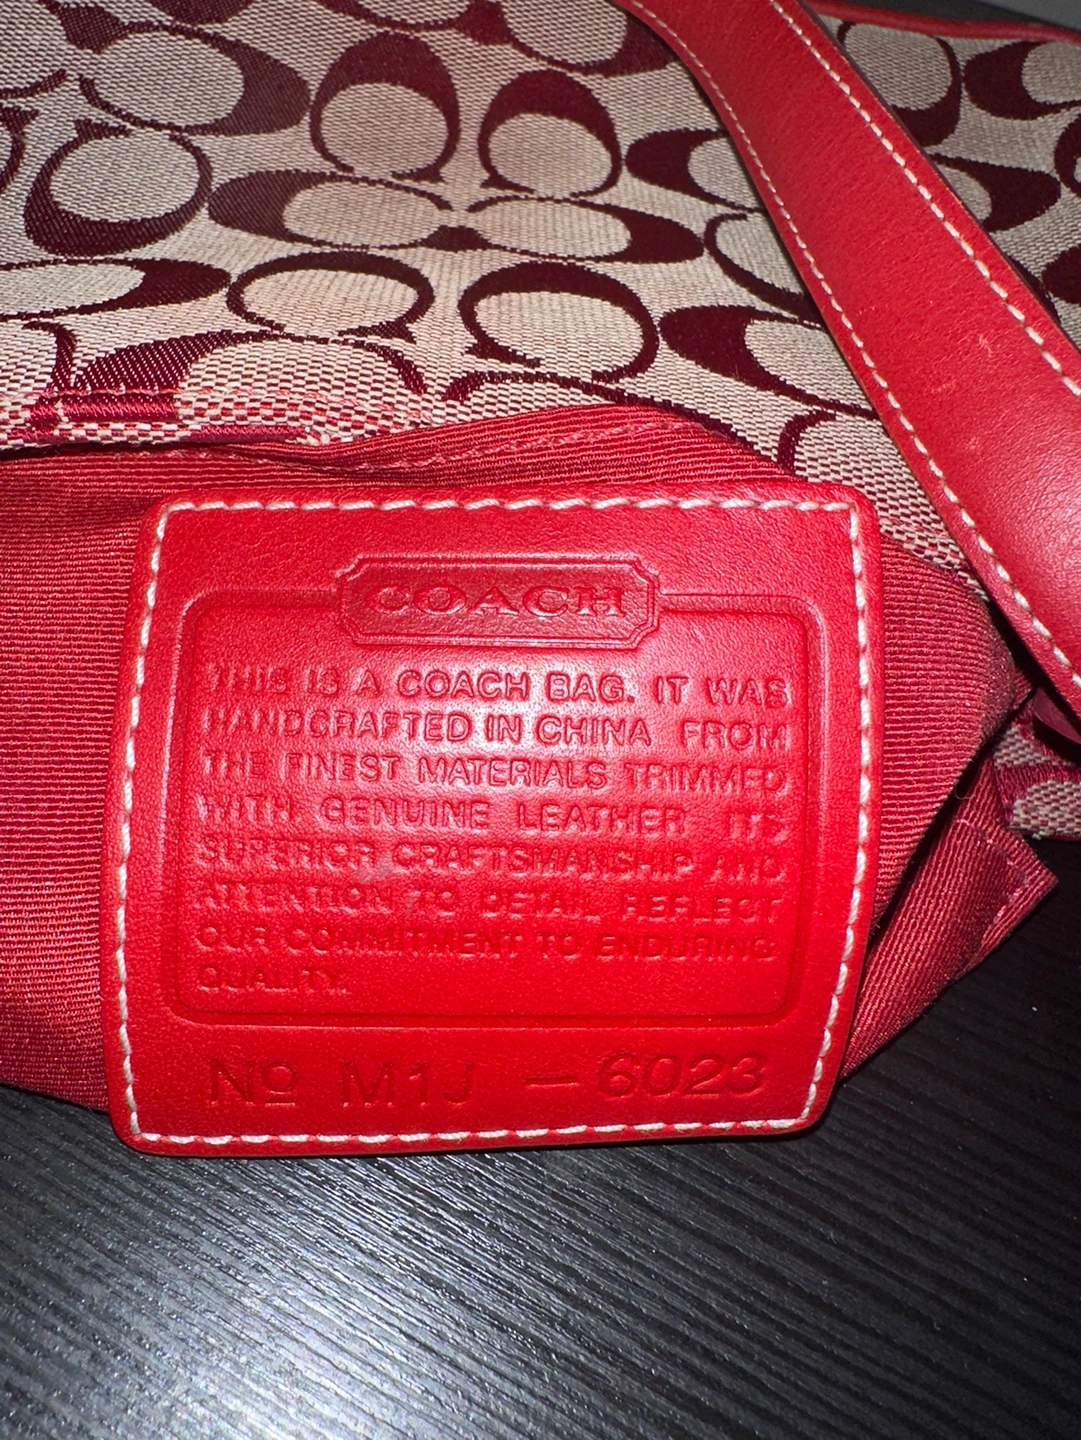 COACH
THIS IS A COACH BAG. IT WAS
HANDCRAFTED IN CHINA FROM
THE FINEST MATERIALS TRIMMED
WITH GENUINE LEATHER ITS
SUPERIOR CRAFTSMANSHIP AND
ATTENTION TO DETAIL REFLECT
OUR COMMITMENT TO ENDURING
QUALITY.
Nº M1J – 6023